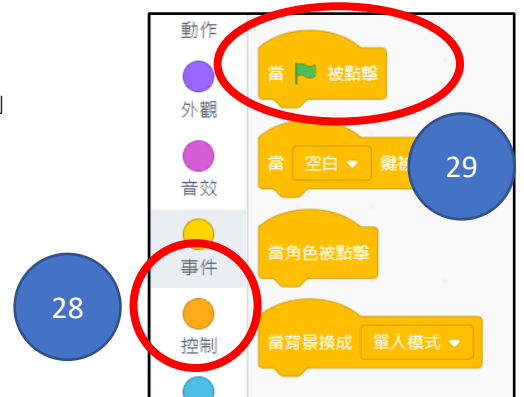 動作
外觀
音效
事件
控制
當 被點擊
當 空白 鍵被
29
當角色被點擊
28
當背景換成 單人模式